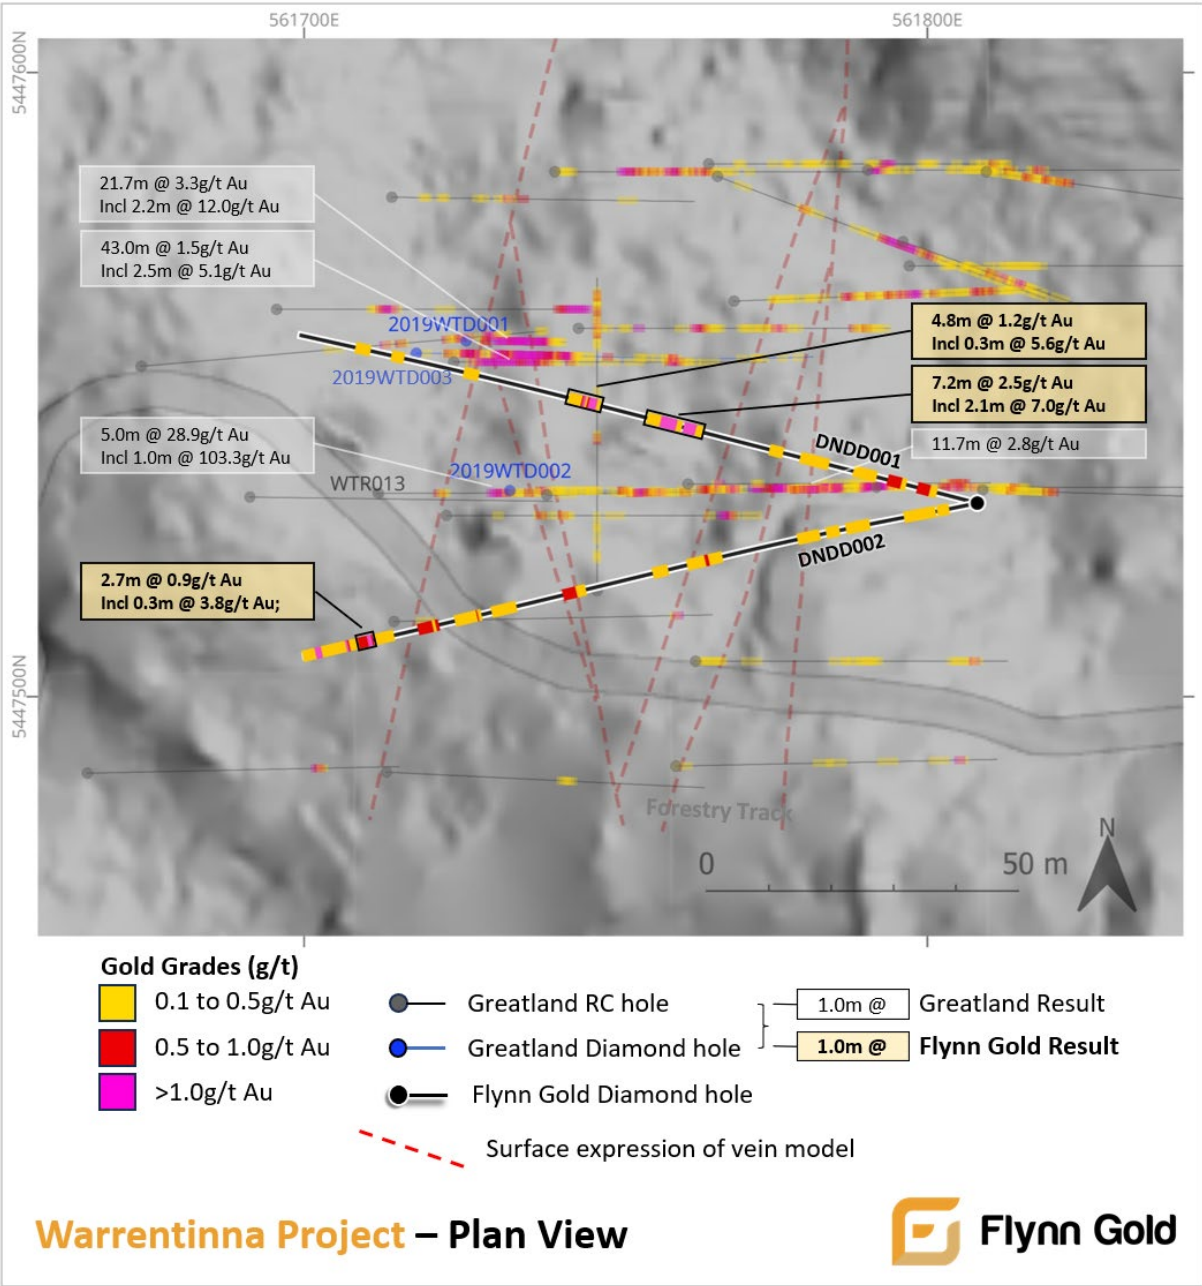 561700E
561800E
5447600N
21.7m @ 3.3g/t Au
Incl 2.2m @ 12.0g/t Au
43.0m @ 1.5g/t Au
Incl 2.5m @ 5.1g/t Au
2019WTD001
4.8m @ 1.2g/t Au
Incl 0.3m @ 5.6g/t Au
2019WTD003
7.2m @ 2.5g/t Au
Incl 2.1m @ 7.0g/t Au
5.0m @ 28.9g/t Au
Incl 1.0m @ 103.3g/t Au
DNDD001
11.7m @ 2.8g/t Au
2019WTD002
WTR013
DNDD002
2.7m @ 0.9g/t Au
Incl 0.3m @ 3.8g/t Au;
5447500N
Forestry Track
N
0
50 m
Gold Grades (g/t)
0.1 to 0.5g/t Au
0.5 to 1.0g/t Au
>1.0g/t Au
Greatland RC hole
Greatland Diamond hole
Flynn Gold Diamond hole
Surface expression of vein model
1.0m @
Greatland Result
1.0m @
Flynn Gold Result
Warrentinna Project – Plan View
Flynn Gold